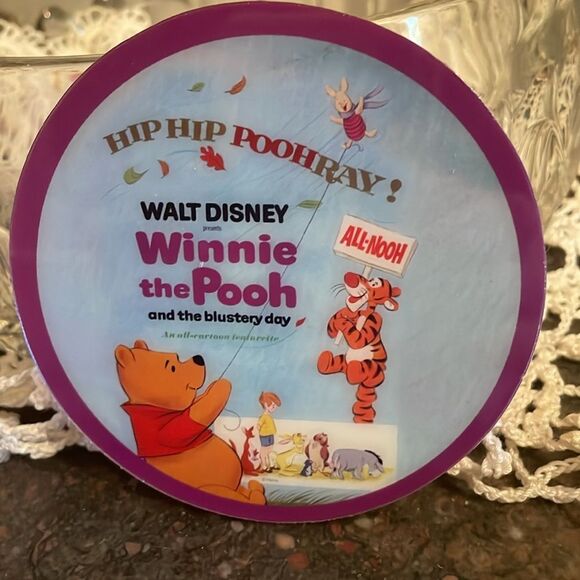 HIP HIP POOHRAY!
WALT DISNEY
presents
Winnie
the Pooh
and the blustery day
An all-cartoon featurette
ALL-NOOH